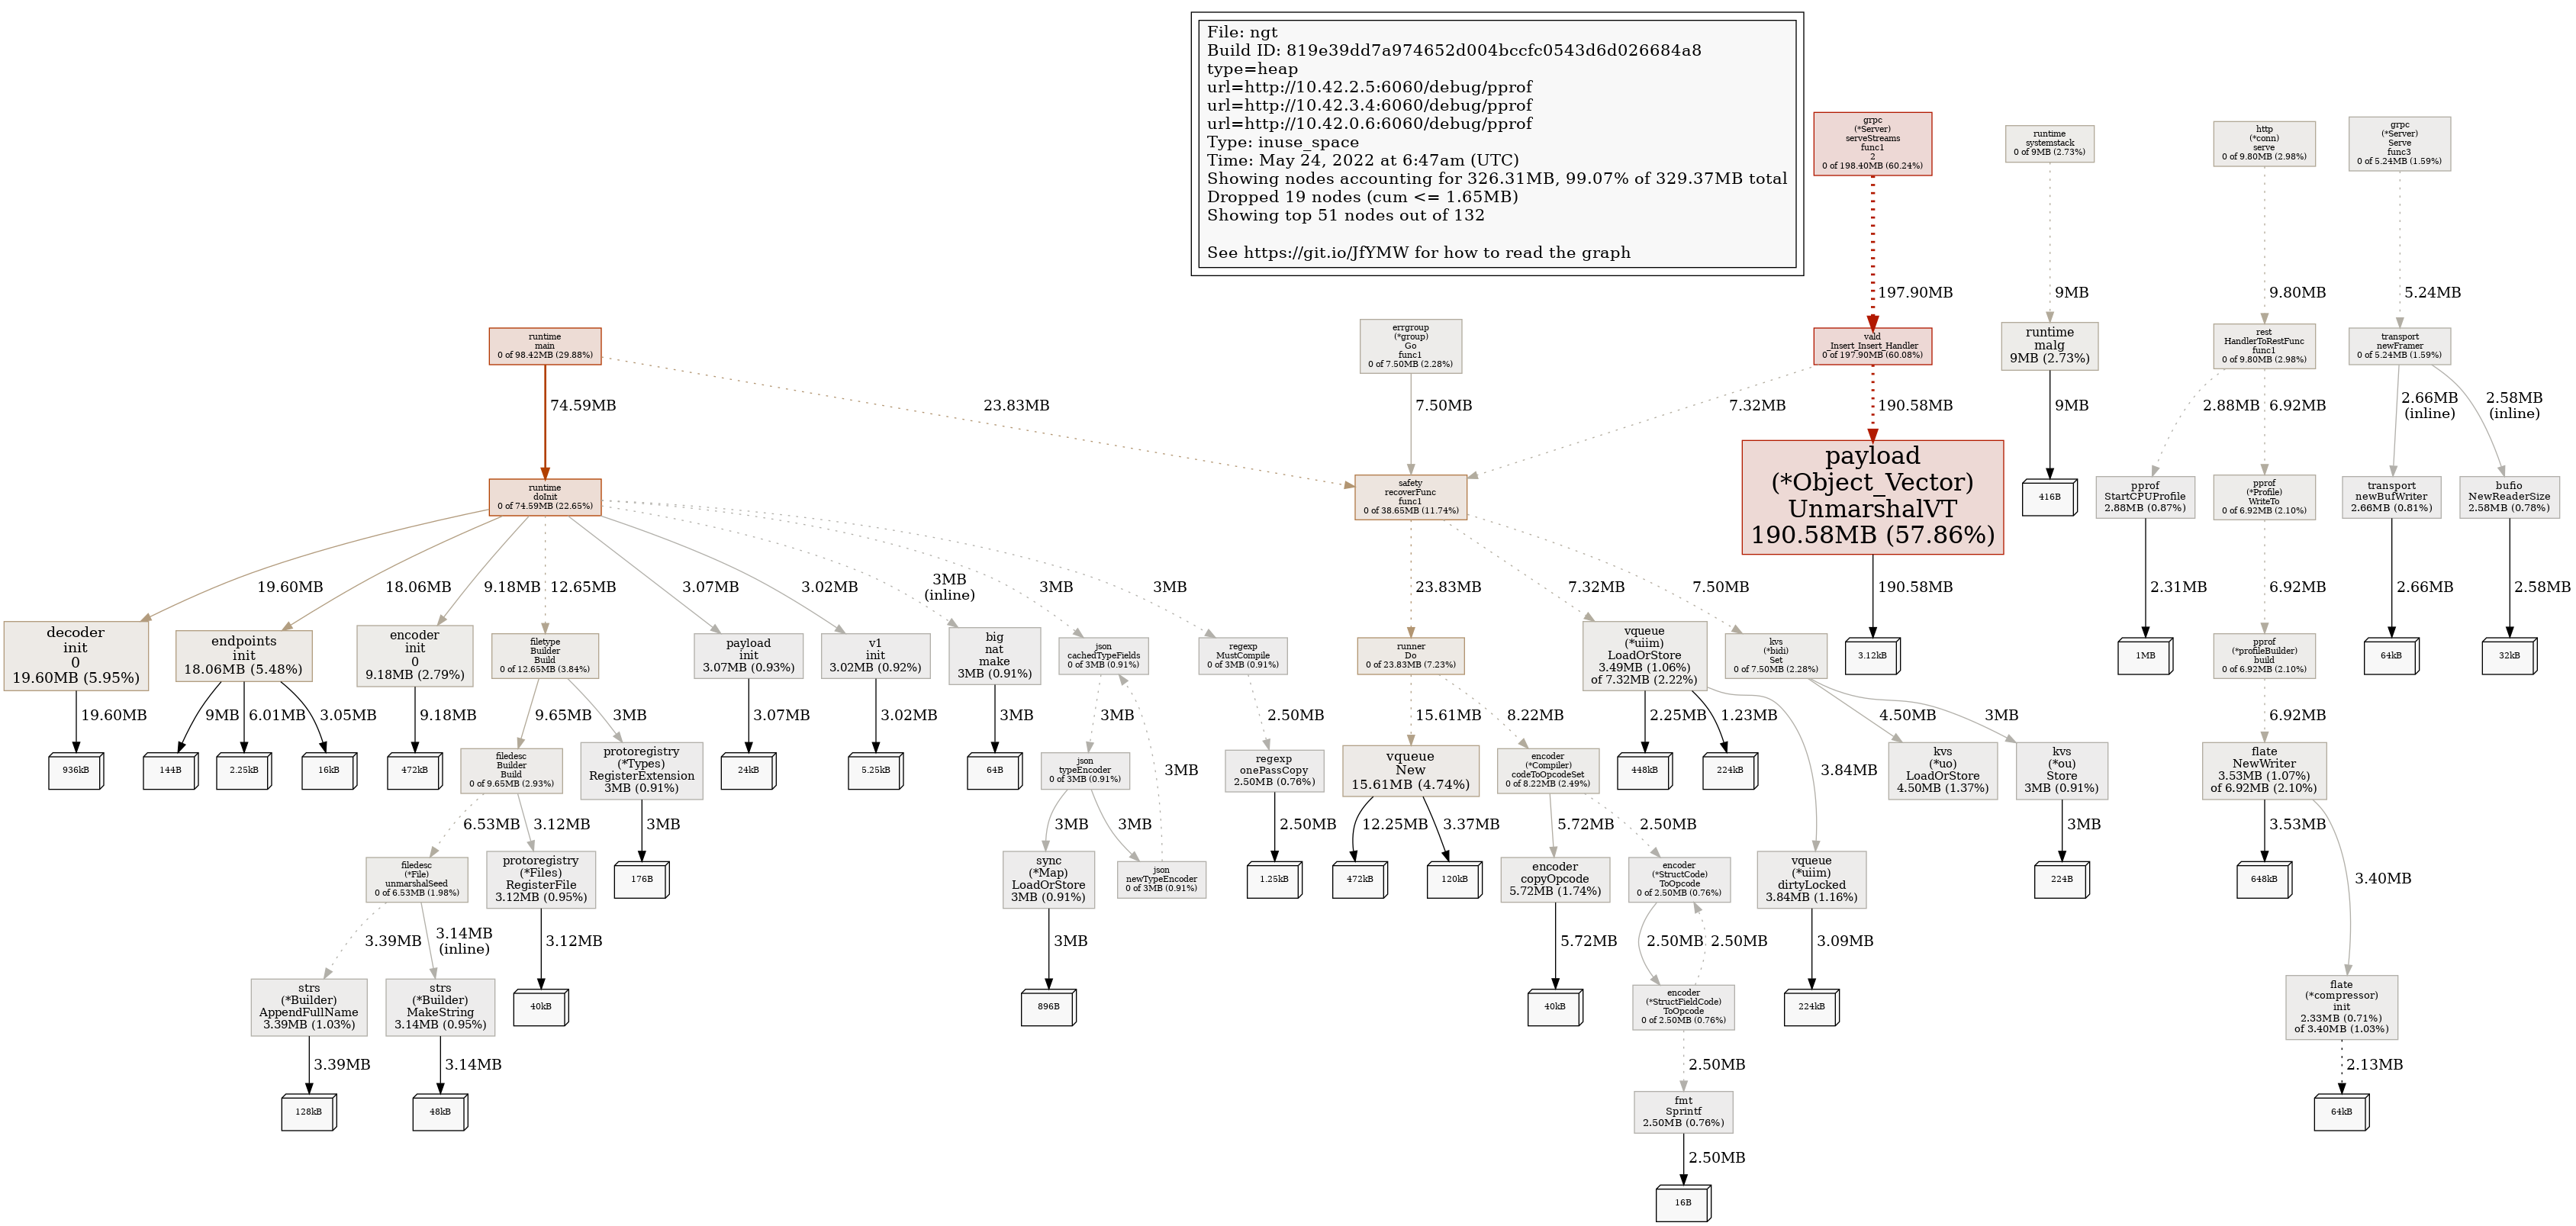 File: ngt
Build ID: 819e39dd7a974652d004bccfc0543d6d026684a8
type=heap
url=http://10.42.2.5:6060/debug/pprof
url=http://10.42.3.4:6060/debug/pprof
url=http://10.42.0.6:6060/debug/pprof
Type: inuse_space
Time: May 24, 2022 at 6:47am (UTC)
Showing nodes accounting for 326.31MB, 99.07% of 329.37MB total
Dropped 19 nodes (cum <= 1.65MB)
Showing top 51 nodes out of 132
See https://git.io/JfYMW for how to read the graph
grpc
(*Server)
serveStreams
func1
2
0 of 198.40MB (60.24%)
runtime
systemstack
0 of 9MB (2.73%)
http
(*conn)
serve
0 of 9.80MB (2.98%)
grpc
(*Server)
Serve
func3
0 of 5.24MB (1.59%)
197.90MB
9MB
9.80MB
5.24MB
runtime
main
0 of 98.42MB (29.88%)
errgroup
(*group)
Go
func1
0 of 7.50MB (2.28%)
vald
_Insert_Insert_Handler
0 of 197.90MB (60.08%)
runtime
malg
9MB (2.73%)
rest
HandlerToRestFunc
func1
0 of 9.80MB (2.98%)
transport
newFramer
0 of 5.24MB (1.59%)
74.59MB
23.83MB
7.50MB
7.32MB
190.58MB
9MB
2.88MB
6.92MB
2.66MB
(inline)
2.58MB
(inline)
runtime
doInit
0 of 74.59MB (22.65%)
safety
recoverFunc
func1
0 of 38.65MB (11.74%)
payload
(*Object_Vector)
UnmarshalVT
190.58MB (57.86%)
416B
pprof
StartCPUProfile
2.88MB (0.87%)
pprof
(*Profile)
WriteTo
0 of 6.92MB (2.10%)
transport
newBufWriter
2.66MB (0.81%)
bufio
NewReaderSize
2.58MB (0.78%)
19.60MB
18.06MB
9.18MB
12.65MB
3.07MB
3.02MB
3MB
(inline)
3MB
3MB
23.83MB
7.32MB
7.50MB
190.58MB
2.31MB
6.92MB
2.66MB
2.58MB
decoder
init
0
19.60MB (5.95%)
endpoints
init
18.06MB (5.48%)
encoder
init
0
9.18MB (2.79%)
filetype
Builder
Build
0 of 12.65MB (3.84%)
payload
init
3.07MB (0.93%)
v1
init
3.02MB (0.92%)
big
nat
make
3MB (0.91%)
json
cachedTypeFields
0 of 3MB (0.91%)
regexp
MustCompile
0 of 3MB (0.91%)
runner
Do
0 of 23.83MB (7.23%)
vqueue
(*uiim)
LoadOrStore
3.49MB (1.06%)
of 7.32MB (2.22%)
kvs
(*bidi)
Set
0 of 7.50MB (2.28%)
3.12kB
1MB
pprof
(*profileBuilder)
build
0 of 6.92MB (2.10%)
64kB
32kB
19.60MB
9MB
6.01MB
3.05MB
9.18MB
9.65MB
3MB
3.07MB
3.02MB
3MB
3MB
3MB
2.50MB
15.61MB
8.22MB
2.25MB
1.23MB
3.84MB
4.50MB
3MB
6.92MB
936kB
144B
2.25kB
16kB
472kB
filedesc
Builder
Build
0 of 9.65MB (2.93%)
protoregistry
(*Types)
RegisterExtension
3MB (0.91%)
24kB
5.25kB
64B
json
typeEncoder
0 of 3MB (0.91%)
regexp
onePassCopy
2.50MB (0.76%)
vqueue
New
15.61MB (4.74%)
encoder
(*Compiler)
codeToOpcodeSet
0 of 8.22MB (2.49%)
448kB
224kB
kvs
(*uo)
LoadOrStore
4.50MB (1.37%)
kvs
(*ou)
Store
3MB (0.91%)
flate
NewWriter
3.53MB (1.07%)
of 6.92MB (2.10%)
6.53MB
3.12MB
3MB
3MB
3MB
2.50MB
12.25MB
3.37MB
5.72MB
2.50MB
3MB
3.53MB
3.40MB
filedesc
(*File)
unmarshalSeed
0 of 6.53MB (1.98%)
protoregistry
(*Files)
RegisterFile
3.12MB (0.95%)
176B
sync
(*Map)
LoadOrStore
3MB (0.91%)
json
newTypeEncoder
0 of 3MB (0.91%)
1.25kB
472kB
120kB
encoder
copyOpcode
5.72MB (1.74%)
encoder
(*StructCode)
ToOpcode
0 of 2.50MB (0.76%)
vqueue
(*uiim)
dirtyLocked
3.84MB (1.16%)
224B
648kB
3.39MB
3.14MB
(inline)
3.12MB
3MB
5.72MB
2.50MB
2.50MB
3.09MB
strs
(*Builder)
AppendFullName
3.39MB (1.03%)
strs
(*Builder)
MakeString
3.14MB (0.95%)
40kB
896B
40kB
encoder
(*StructFieldCode)
ToOpcode
0 of 2.50MB (0.76%)
224kB
flate
(*compressor)
init
2.33MB (0.71%)
of 3.40MB (1.03%)
3.39MB
3.14MB
2.50MB
2.13MB
128kB
48kB
fmt
Sprintf
2.50MB (0.76%)
64kB
2.50MB
16B